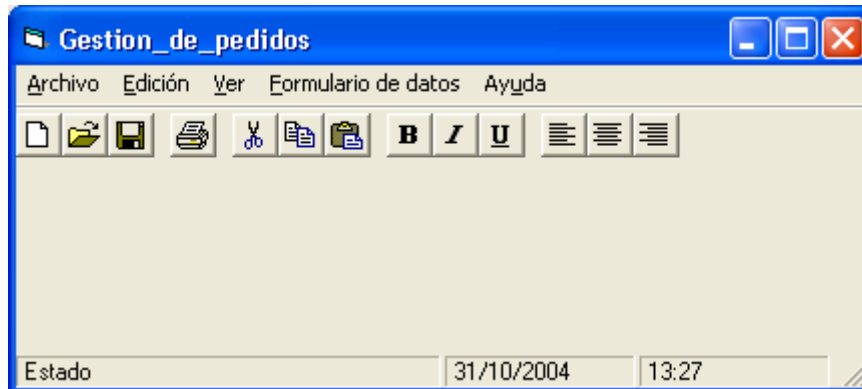 Gestion_de_pedidos
Archivo Edición Ver Formulario de datos Ayuda
B I U
Estado 31/10/2004 13:27